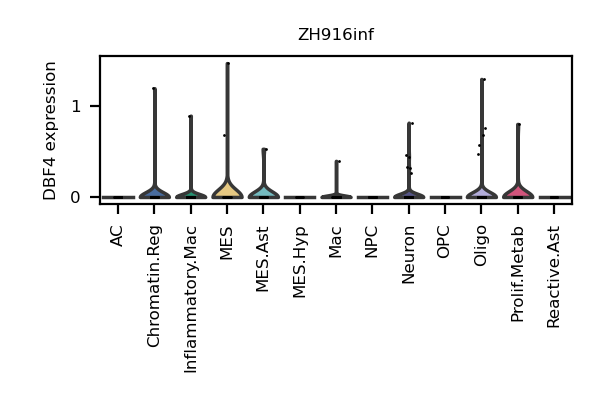 ZH916inf
DBF4 expression
1
0
AC
Chromatin.Reg
Inflammatory.Mac
MES
MES.Ast
MES.Hyp
Mac
NPC
Neuron
OPC
Oligo
Prolif.Metab
Reactive.Ast